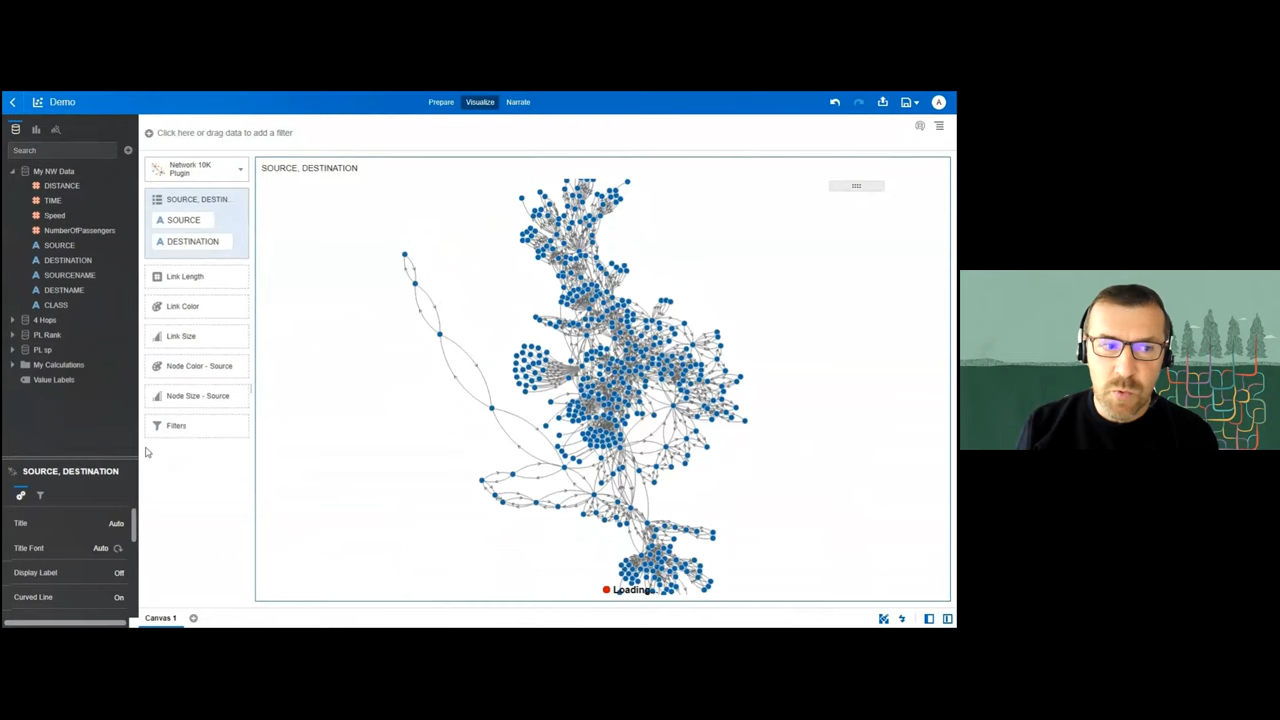 Demo
Prepare
Visualize
Narrate
A
Search
Click here or drag data to add a filter
My NW Data
DISTANCE
TIME
Speed
NumberOfPassengers
SOURCE
DESTINATION
SOURCENAME
DESTNAME
CLASS
4 Hops
PL Rank
PL sp
My Calculations
Value Labels
Network 10K
Plugin
SOURCE, DESTIN...
A SOURCE
A DESTINATION
Link Length
Link Color
Link Size
Node Color - Source
Node Size - Source
Filters
SOURCE, DESTINATION
Loading...
SOURCE, DESTINATION
Title Auto
Title Font Auto
Display Label Off
Curved Line On
Canvas 1